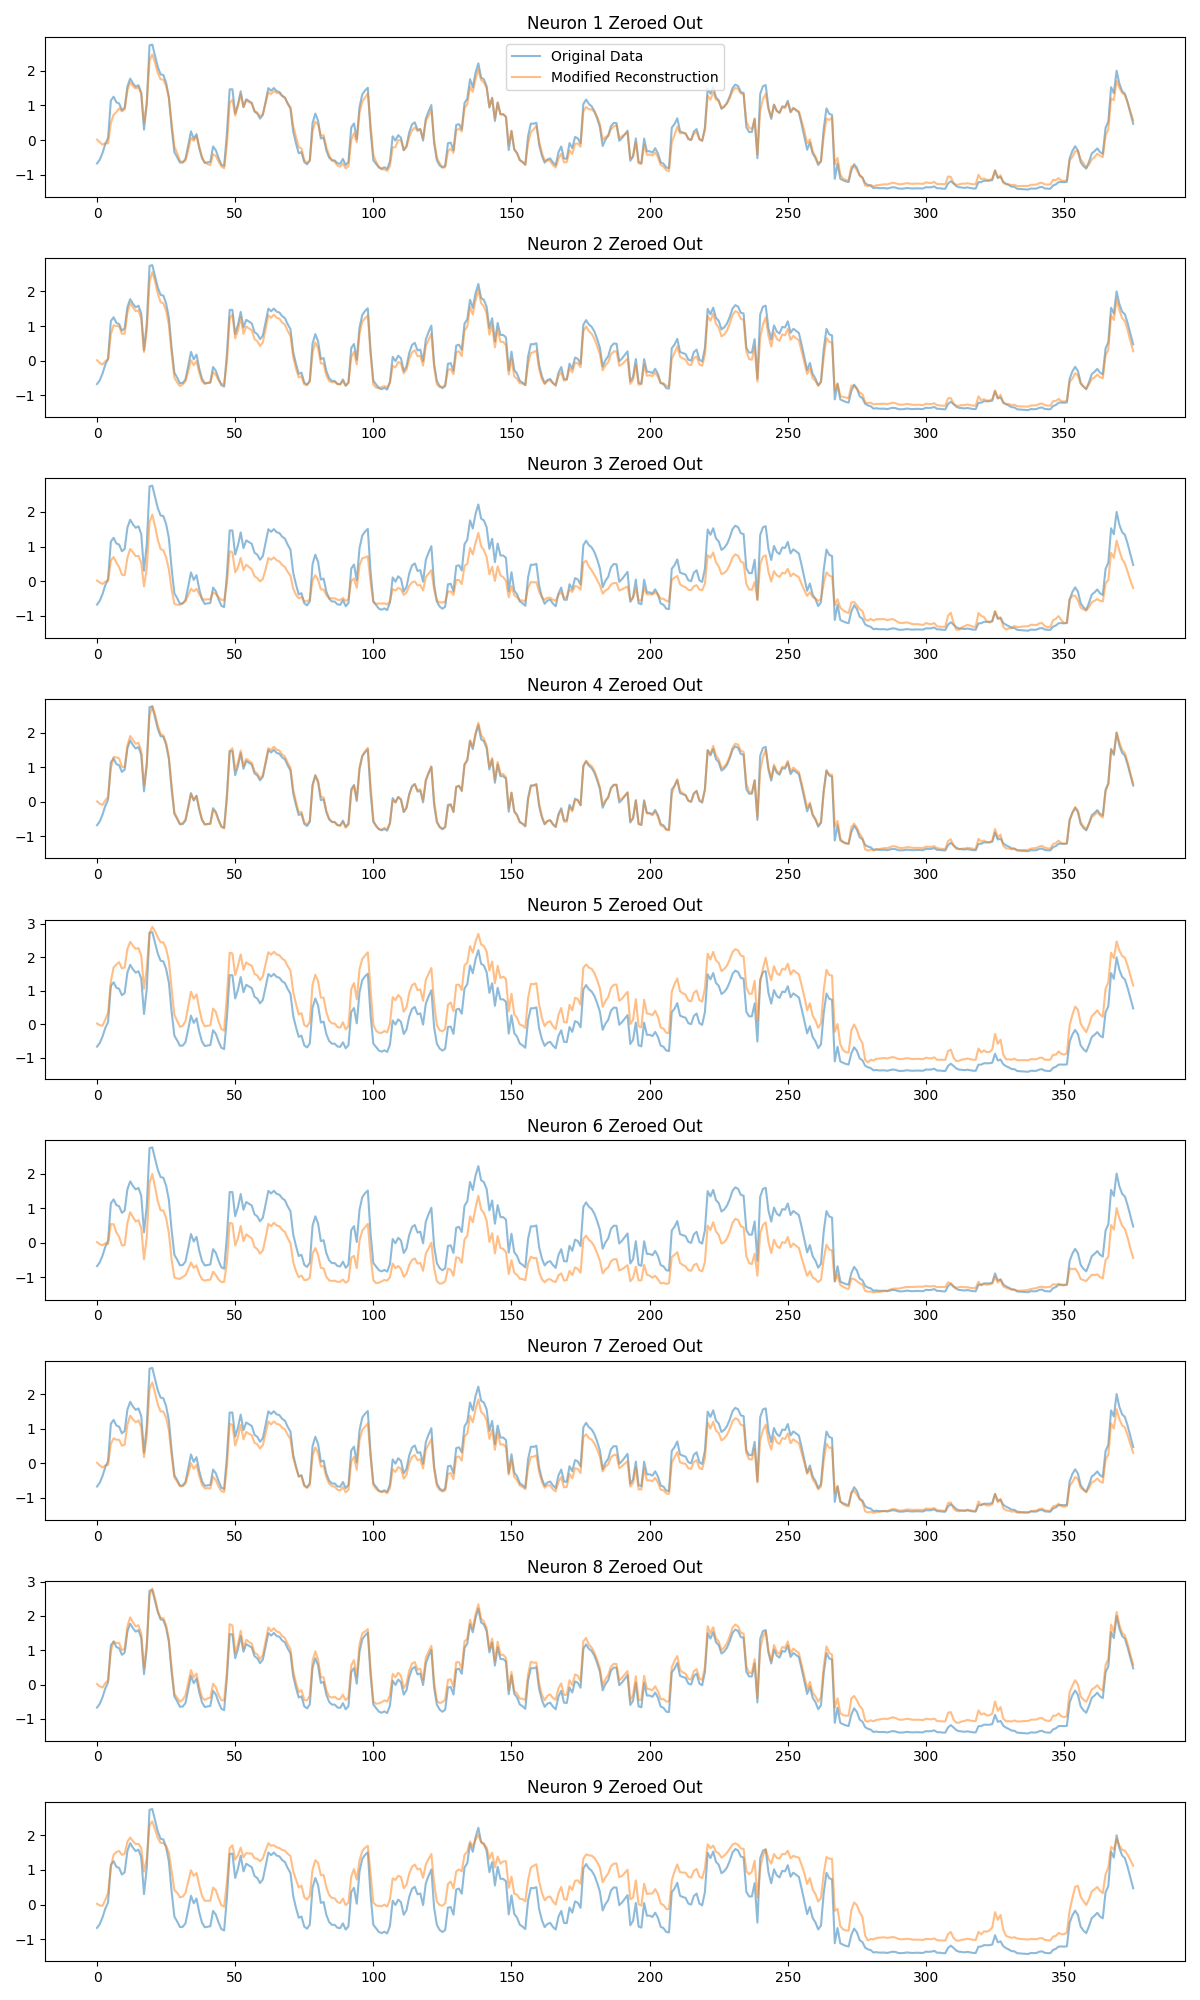 Neuron 1 Zeroed Out
Original Data
Modified Reconstruction
2
1
0
−1
0 50 100 150 200 250 300 350
Neuron 2 Zeroed Out
2
1
0
−1
0 50 100 150 200 250 300 350
Neuron 3 Zeroed Out
2
1
0
−1
0 50 100 150 200 250 300 350
Neuron 4 Zeroed Out
2
1
0
−1
0 50 100 150 200 250 300 350
Neuron 5 Zeroed Out
3
2
1
0
−1
0 50 100 150 200 250 300 350
Neuron 6 Zeroed Out
2
1
0
−1
0 50 100 150 200 250 300 350
Neuron 7 Zeroed Out
2
1
0
−1
0 50 100 150 200 250 300 350
Neuron 8 Zeroed Out
3
2
1
0
−1
0 50 100 150 200 250 300 350
Neuron 9 Zeroed Out
2
1
0
−1
0 50 100 150 200 250 300 350